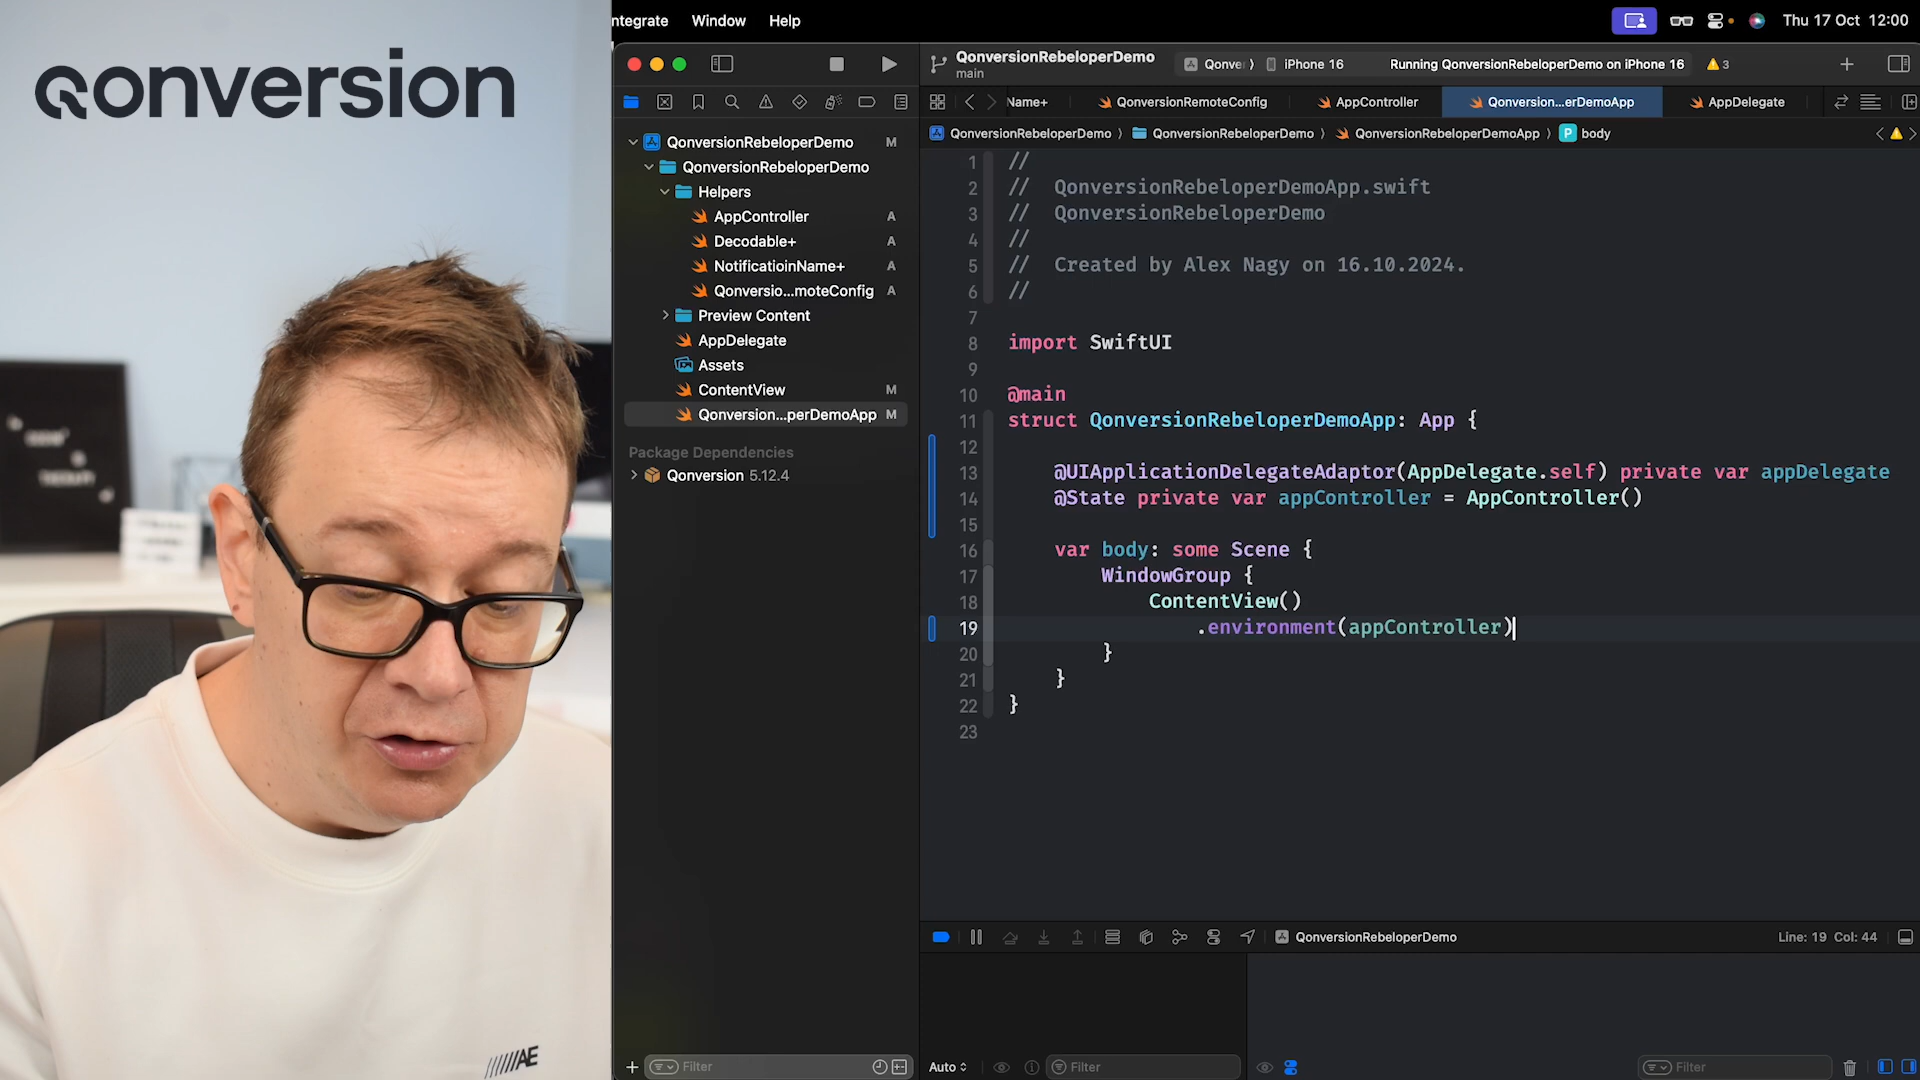 Qonversion
ntegrate Window Help
Thu 17 Oct 12:00
QonversionRebeloperDemo
main
Qonve
iPhone 16
Running QonversionRebeloperDemo on iPhone 16
3
Name+
QonversionRemoteConfig
AppController
Qonversion...erDemoApp
AppDelegate
QonversionRebeloperDemo
QonversionRebeloperDemo
QonversionRebeloperDemoApp
P body
QonversionRebeloperDemo M
QonversionRebeloperDemo
Helpers
AppController A
Decodable+ A
NotificatioinName+ A
Qonversio...moteConfig A
Preview Content
AppDelegate
Assets
ContentView M
Qonversion...perDemoApp M
Package Dependencies
Qonversion 5.12.4
1 //
2 // QonversionRebeloperDemoApp.swift
3 // QonversionRebeloperDemo
4 //
5 // Created by Alex Nagy on 16.10.2024.
6 //
7
8 import SwiftUI
9
10 @main
11 struct QonversionRebeloperDemoApp: App {
12
13 @UIApplicationDelegateAdaptor(AppDelegate.self) private var appDelegate
14 @State private var appController = AppController()
15
16 var body: some Scene {
17 WindowGroup {
18 ContentView()
19 .environment(appController)
20 }
21 }
22 }
23
QonversionRebeloperDemo
Line: 19 Col: 44
Filter
Auto
Filter
Filter
AE